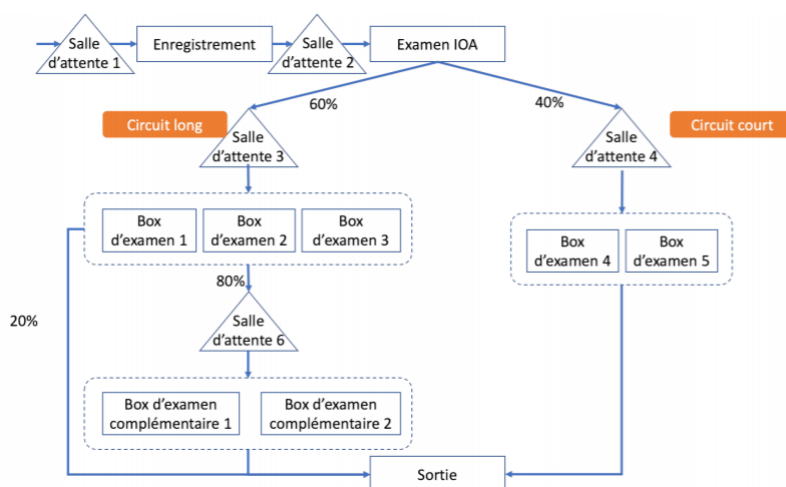 Salle
d'attente 1
Enregistrement
Salle
d'attente 2
Examen IOA
60%
40%
Circuit long
Salle
d'attente 3
Salle
d'attente 4
Circuit court
Box
d'examen 1
Box
d'examen 2
Box
d'examen 3
Box
d'examen 4
Box
d'examen 5
80%
20%
Salle
d'attente 6
Box d'examen
complémentaire 1
Box d'examen
complémentaire 2
Sortie